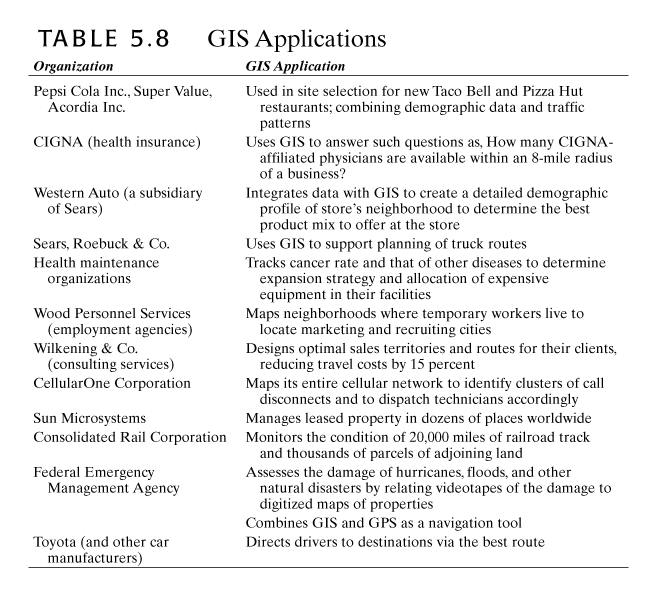 TABLE 5.8 GIS Applications
Organization GIS Application
Pepsi Cola Inc., Super Value, Used in site selection for new Taco Bell and Pizza Hut
Acordia Inc. restaurants; combining demographic data and traffic
patterns
CIGNA (health insurance) Uses GIS to answer such questions as, How many CIGNA-
affiliated physicians are available within an 8-mile radius
of a business?
Western Auto (a subsidiary Integrates data with GIS to create a detailed demographic
of Sears) profile of store's neighborhood to determine the best
product mix to offer at the store
Sears, Roebuck & Co. Uses GIS to support planning of truck routes
Health maintenance Tracks cancer rate and that of other diseases to determine
organizations expansion strategy and allocation of expensive
equipment in their facilities
Wood Personnel Services Maps neighborhoods where temporary workers live to
(employment agencies) locate marketing and recruiting cities
Wilkening & Co. Designs optimal sales territories and routes for their clients,
(consulting services) reducing travel costs by 15 percent
CellularOne Corporation Maps its entire cellular network to identify clusters of call
disconnects and to dispatch technicians accordingly
Sun Microsystems Manages leased property in dozens of places worldwide
Consolidated Rail Corporation Monitors the condition of 20,000 miles of railroad track
and thousands of parcels of adjoining land
Federal Emergency Assesses the damage of hurricanes, floods, and other
Management Agency natural disasters by relating videotapes of the damage to
digitized maps of properties
Combines GIS and GPS as a navigation tool
Toyota (and other car Directs drivers to destinations via the best route
manufacturers)